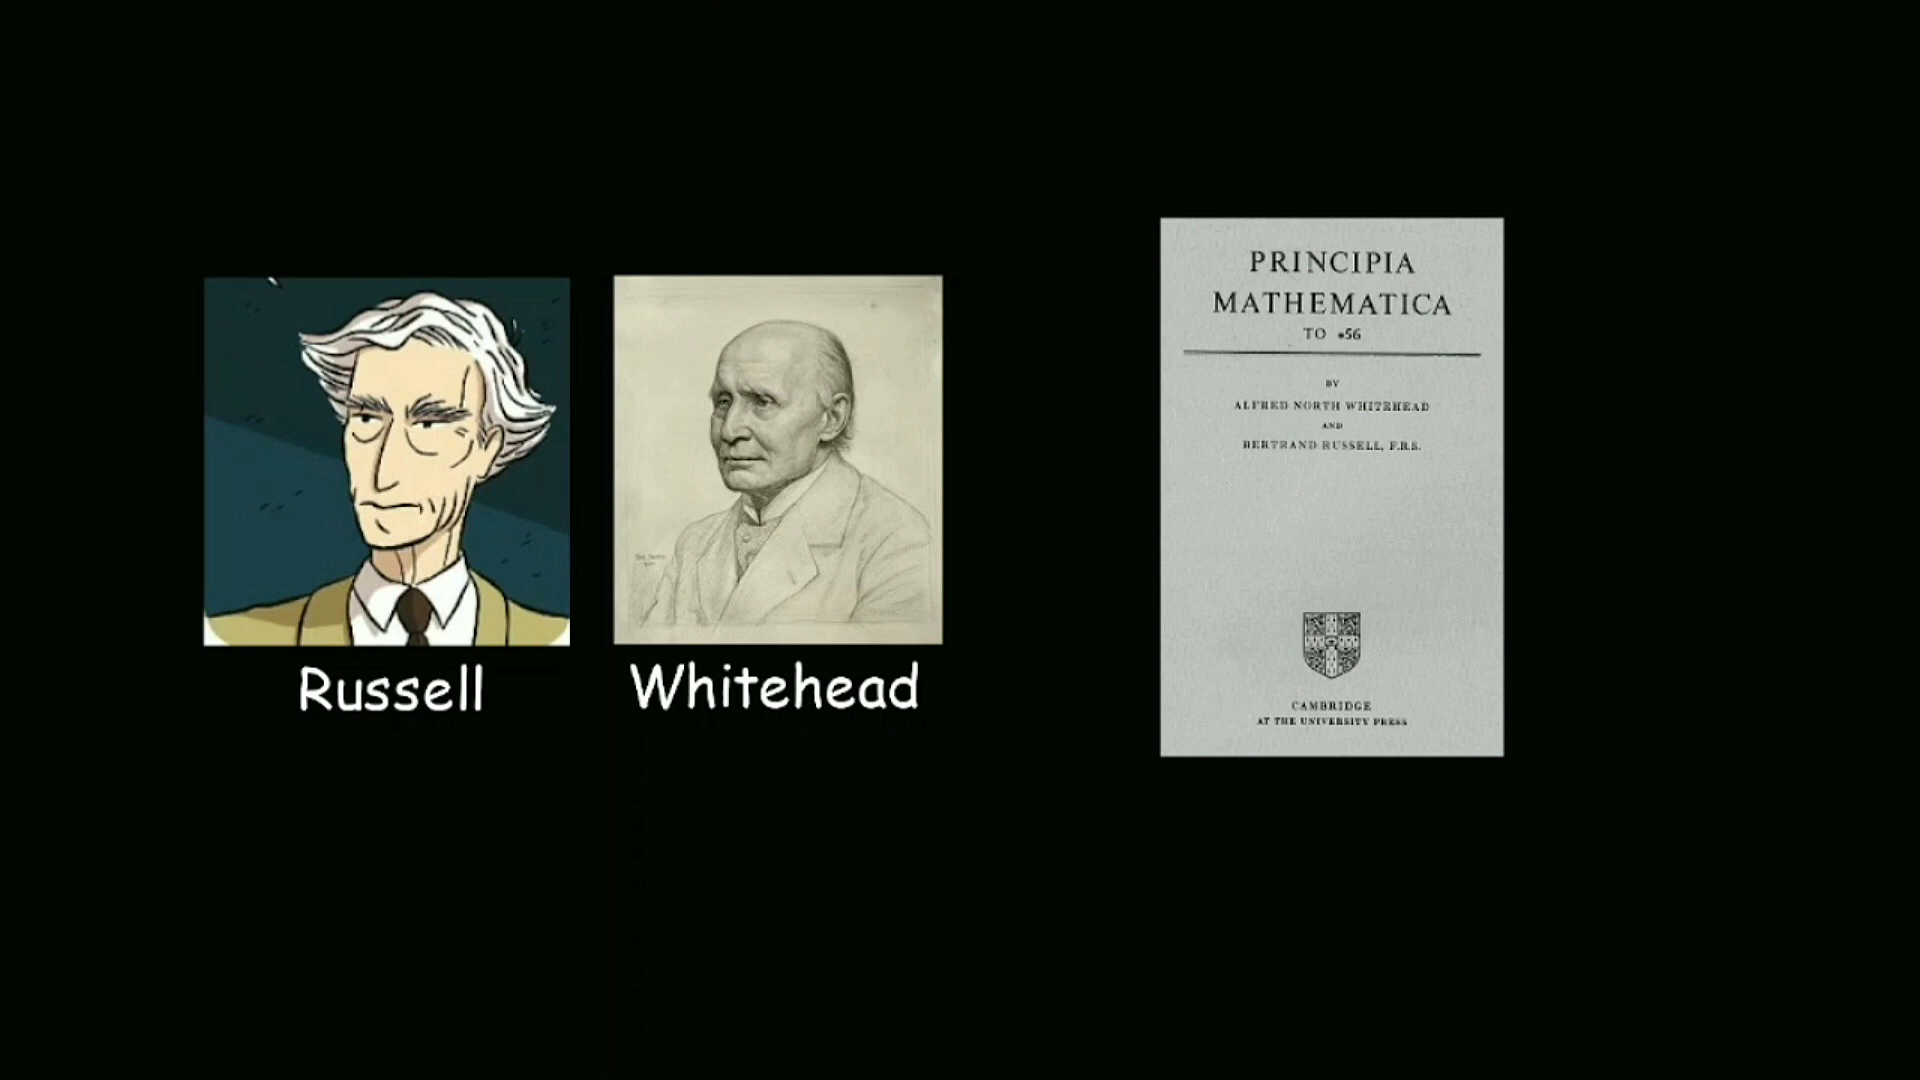 Russell
Whitehead
PRINCIPIA
MATHEMATICA
TO *56
BY
ALFRED NORTH WHITEHEAD
AND
BERTRAND RUSSELL, F.R.S.
CAMBRIDGE
AT THE UNIVERSITY PRESS